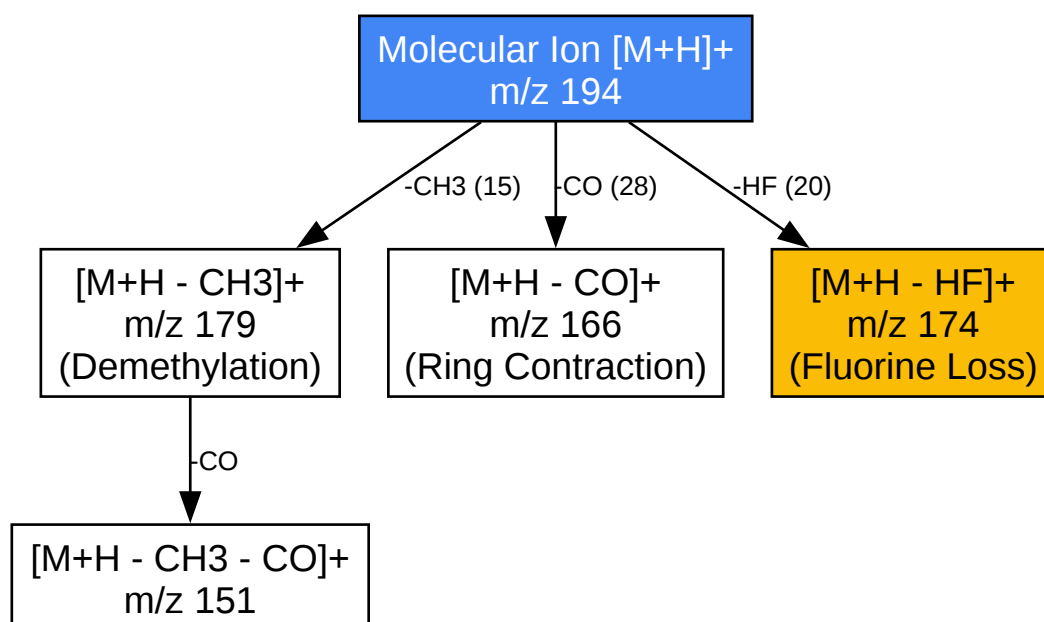 Molecular Ion [M+H]+
m/z 194
-CH3 (15)
-CO (28)
-HF (20)
[M+H - CH3]+
m/z 179
(Demethylation)
[M+H - CO]+
m/z 166
(Ring Contraction)
[M+H - HF]+
m/z 174
(Fluorine Loss)
-CO
[M+H - CH3 - CO]+
m/z 151